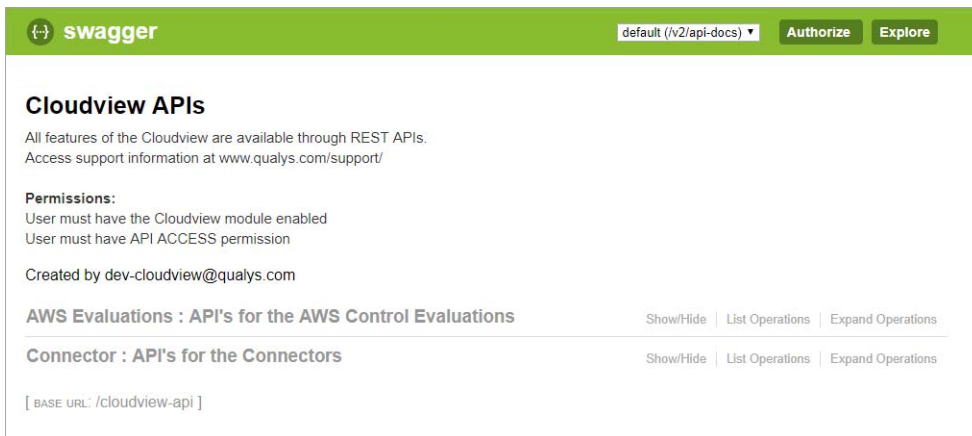 {···} swagger default (/v2/api-docs) ▼ Authorize Explore
Cloudview APIs
All features of the Cloudview are available through REST APIs.
Access support information at www.qualys.com/support/
Permissions:
User must have the Cloudview module enabled
User must have API ACCESS permission
Created by dev-cloudview@qualys.com
AWS Evaluations : API's for the AWS Control Evaluations Show/Hide List Operations Expand Operations
Connector : API's for the Connectors Show/Hide List Operations Expand Operations
[ BASE URL: /cloudview-api ]